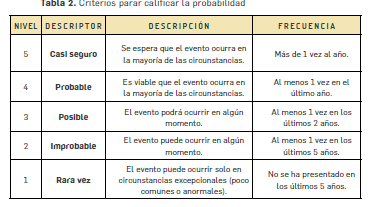 Tabla 2. Criterios parar calificar la probabilidad
NIVEL DESCRIPTOR DESCRIPCIÓN FRECUENCIA
5 Casi seguro Se espera que el evento ocurra en la mayoría de las circunstancias. Más de 1 vez al año.
4 Probable Es viable que el evento ocurra en la mayoría de las circunstancias. Al menos 1 vez en el último año.
3 Posible El evento podrá ocurrir en algún momento. Al menos 1 vez en los últimos 2 años.
2 Improbable El evento puede ocurrir en algún momento. Al menos 1 vez en los últimos 5 años.
1 Rara vez El evento puede ocurrir solo en circunstancias excepcionales (poco comunes o anormales). No se ha presentado en los últimos 5 años.